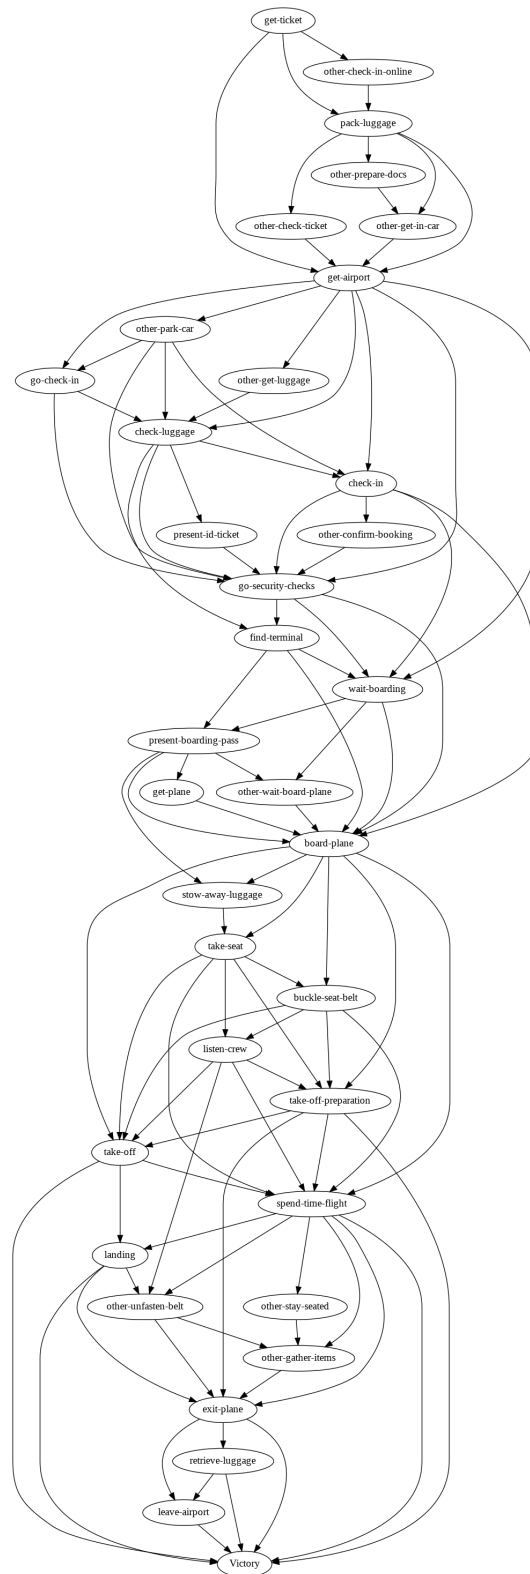 get-ticket
other-check-in-online
pack-luggage
other-prepare-docs
other-check-ticket
other-get-in-car
get-airport
other-park-car
go-check-in
other-get-luggage
check-luggage
check-in
present-id-ticket
other-confirm-booking
go-security-checks
find-terminal
wait-boarding
present-boarding-pass
get-plane
other-wait-board-plane
board-plane
stow-away-luggage
take-seat
buckle-seat-belt
listen-crew
take-off-preparation
take-off
spend-time-flight
landing
other-unfasten-belt
other-stay-seated
other-gather-items
exit-plane
retrieve-luggage
leave-airport
Victory